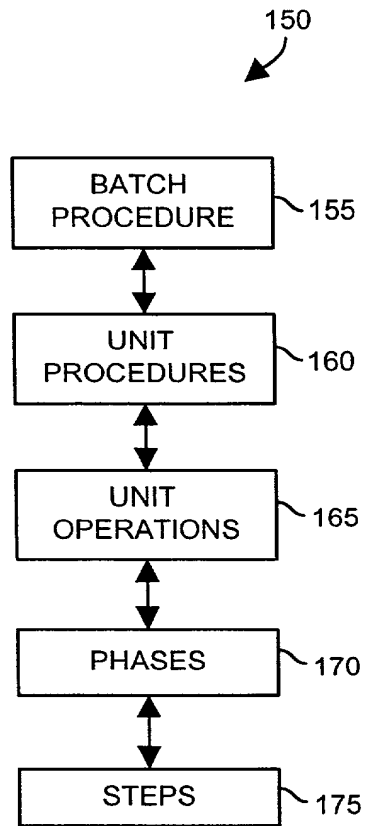 150
BATCH
PROCEDURE
155
UNIT
PROCEDURES
160
UNIT
OPERATIONS
165
PHASES
170
STEPS
175